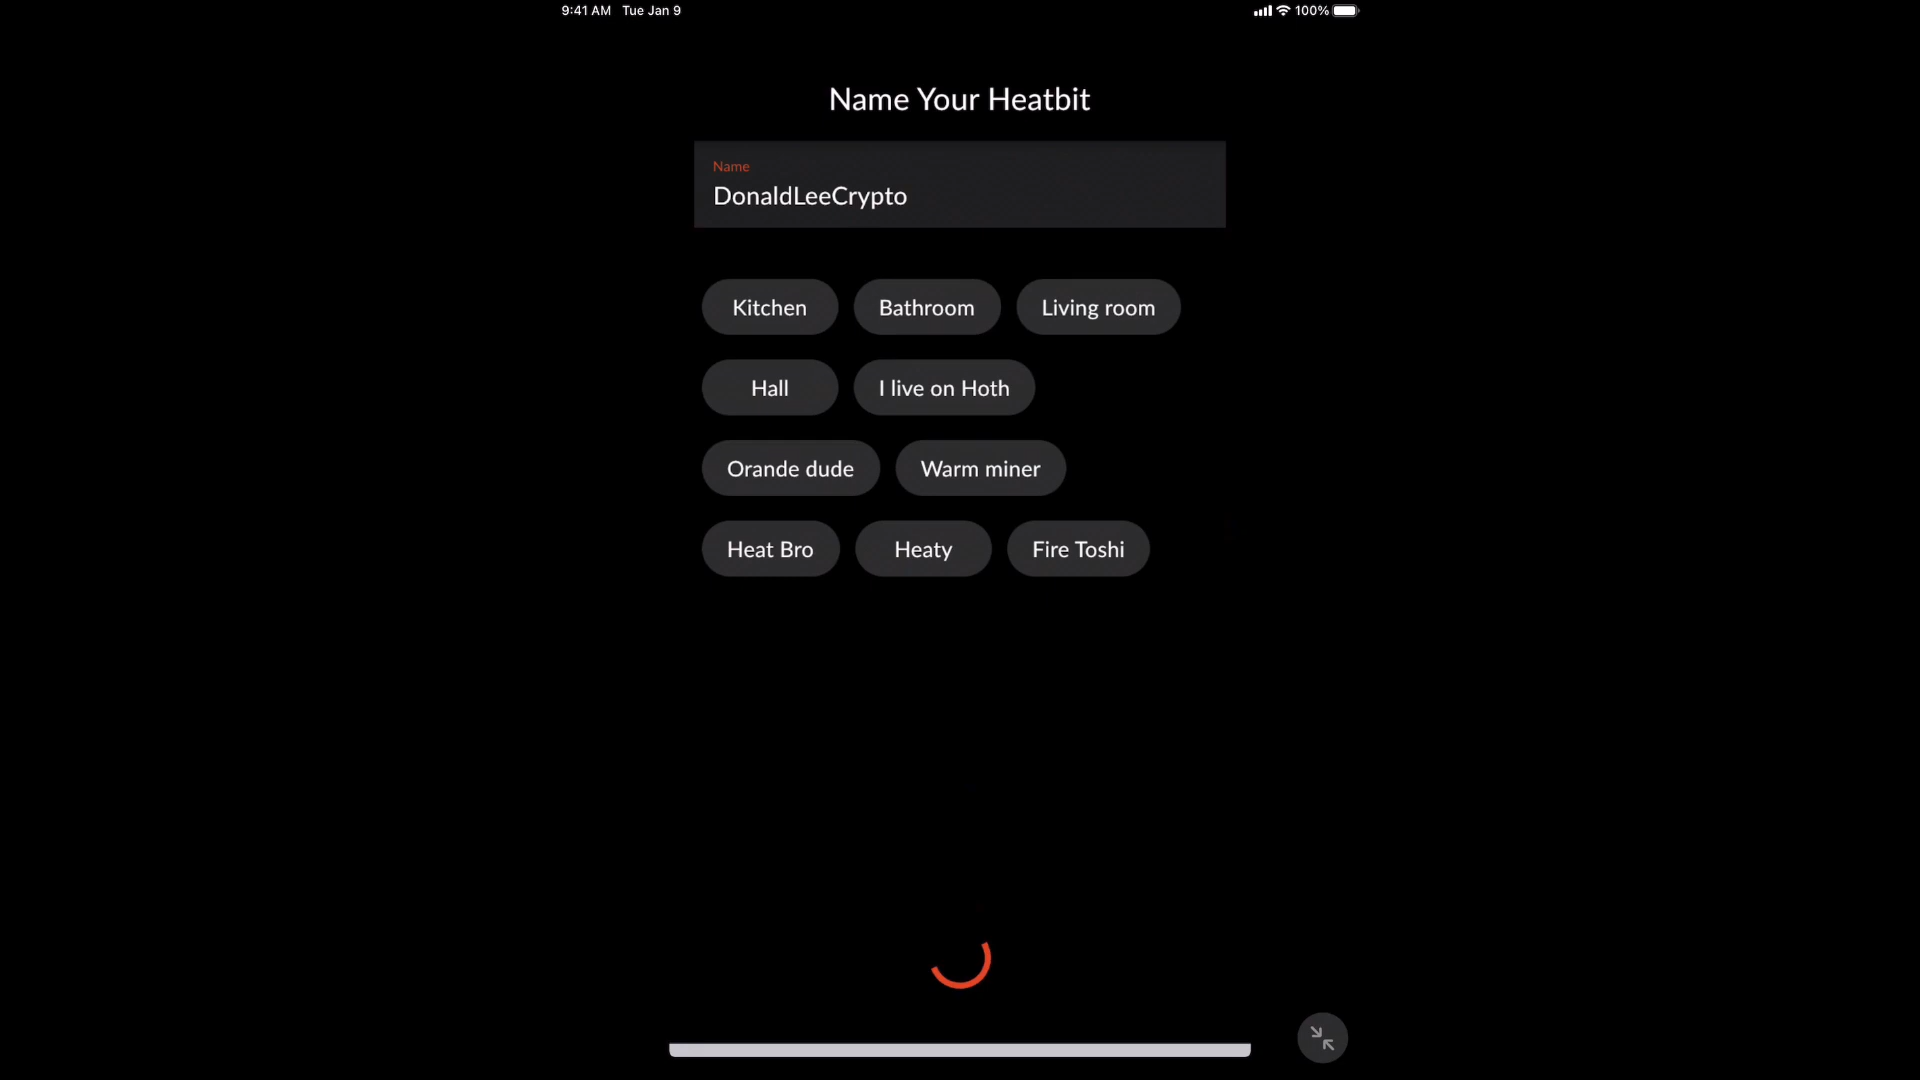 9:41 AM Tue Jan 9 100%
Name Your Heatbit
Name
DonaldLeeCrypto
Kitchen Bathroom Living room
Hall I live on Hoth
Orande dude Warm miner
Heat Bro Heaty Fire Toshi